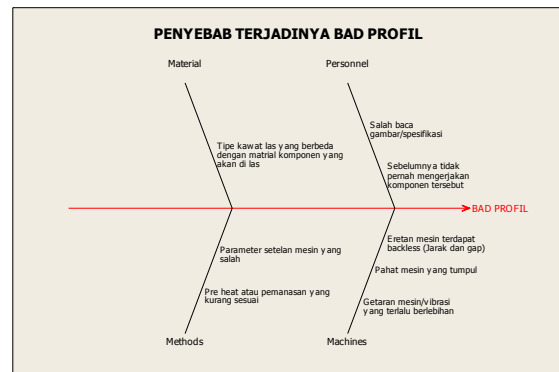 PENYEBAB TERJADINYA BAD PROFIL
Material
Personnel
Salah baca
gambar/spesifikasi
Tipe kawat las yang berbeda
dengan matrial komponen yang
akan di las
Sebelumnya tidak
pernah mengerjakan
komponen tersebut
BAD PROFIL
Eretan mesin terdapat
backless (Jarak dan gap)
Parameter setelan mesin yang
salah
Pahat mesin yang tumpul
Pre heat atau pemanasan yang
kurang sesuai
Getaran mesin/vibrasi
yang terlalu berlebihan
Methods
Machines